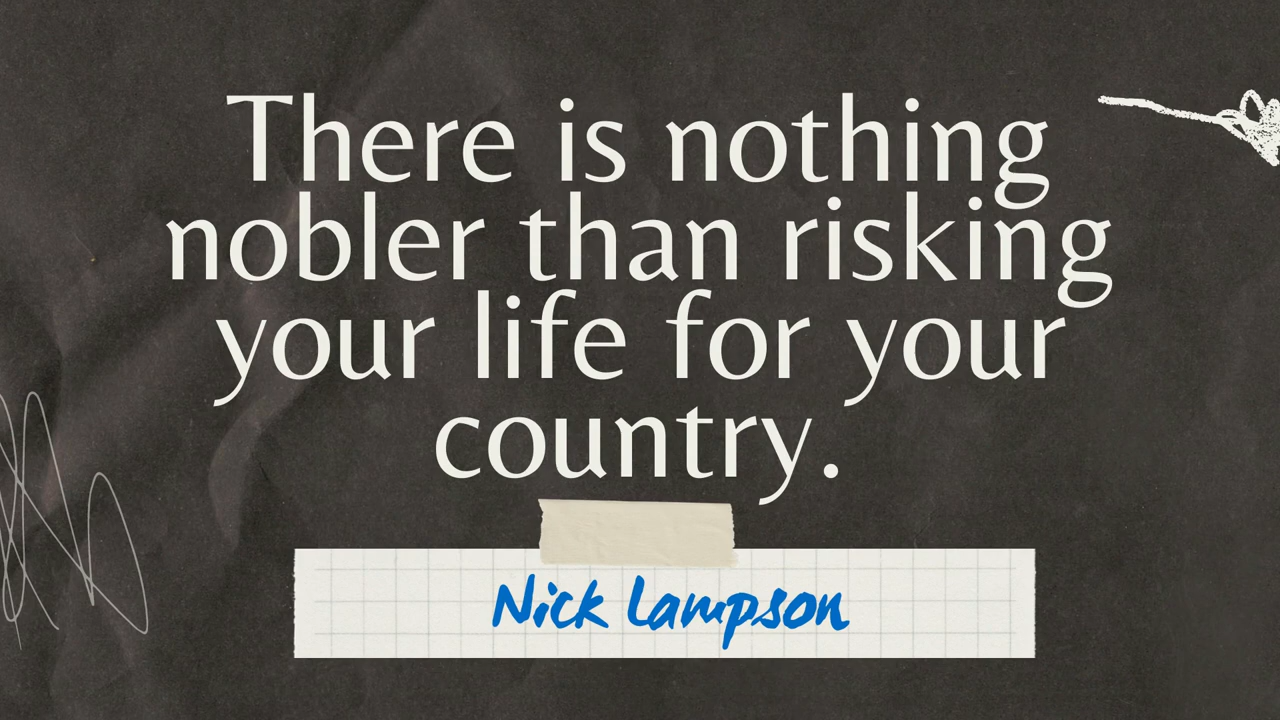 There is nothing
nobler than risking
your life for your
country.
Nick Lampson